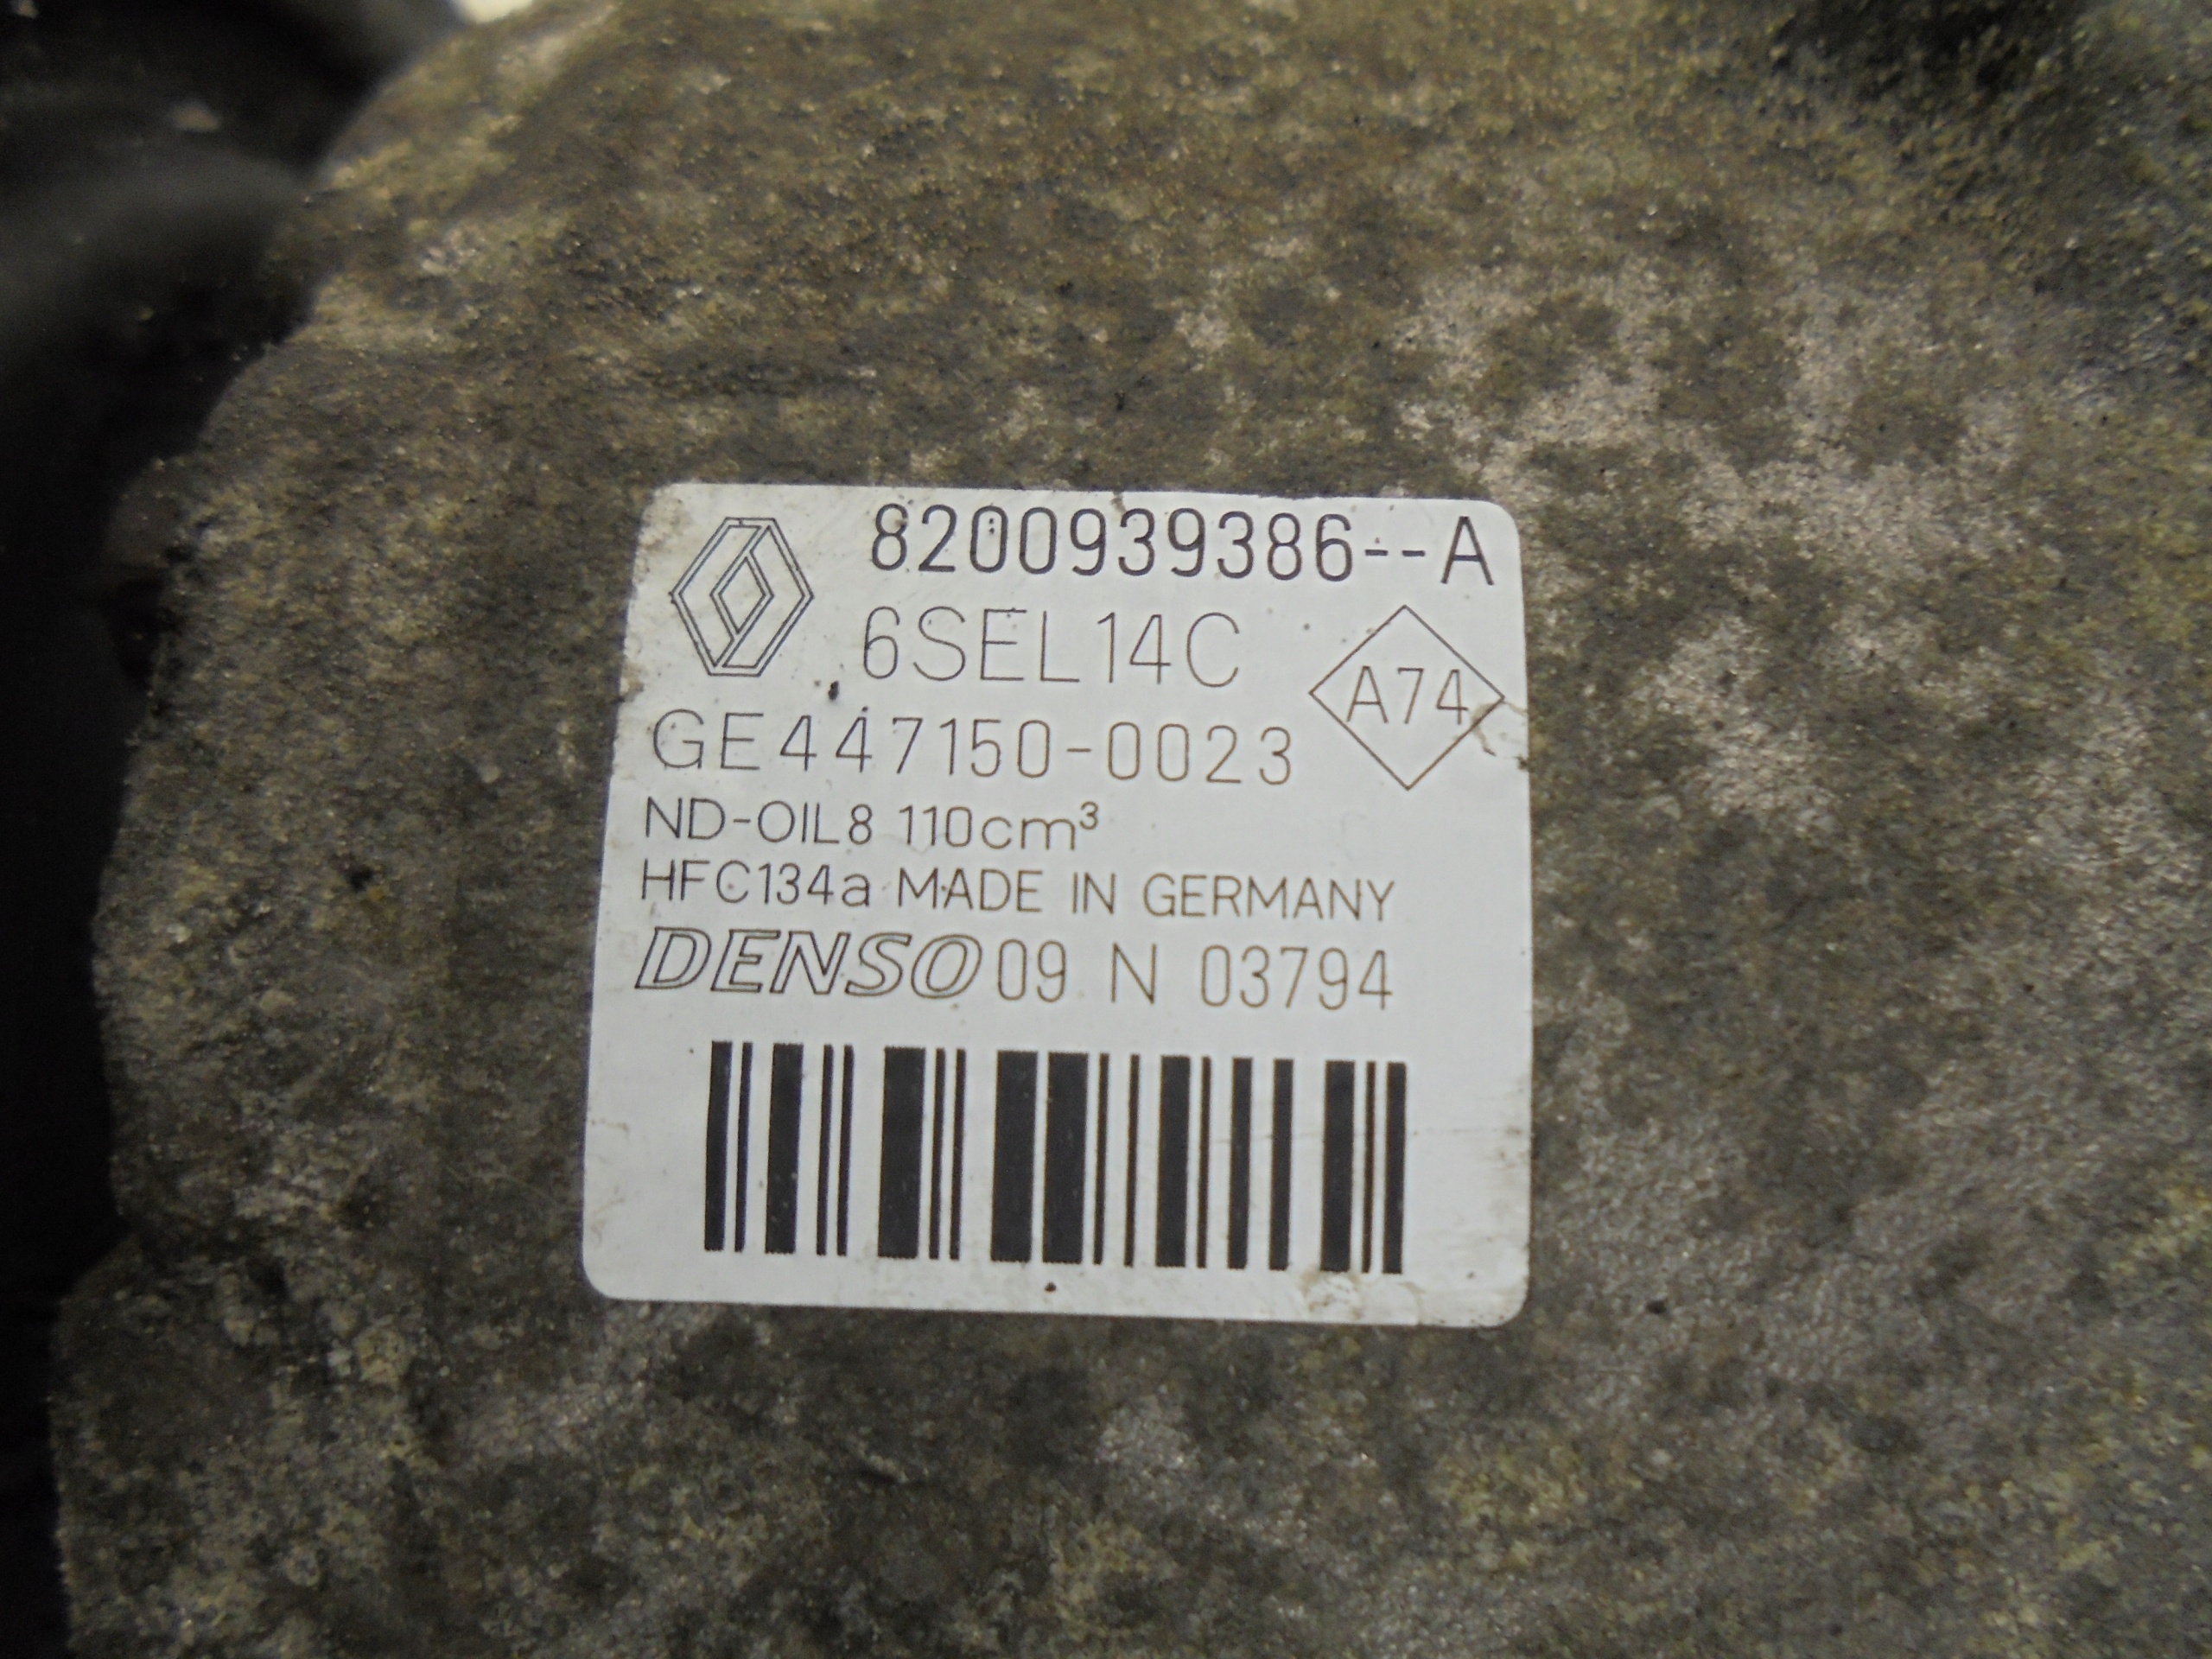 8200939386--A
6SEL14C
A74
GE447150-0023
ND-OIL8 110cm³
HFC134a MADE IN GERMANY
DENSO 09 N 03794